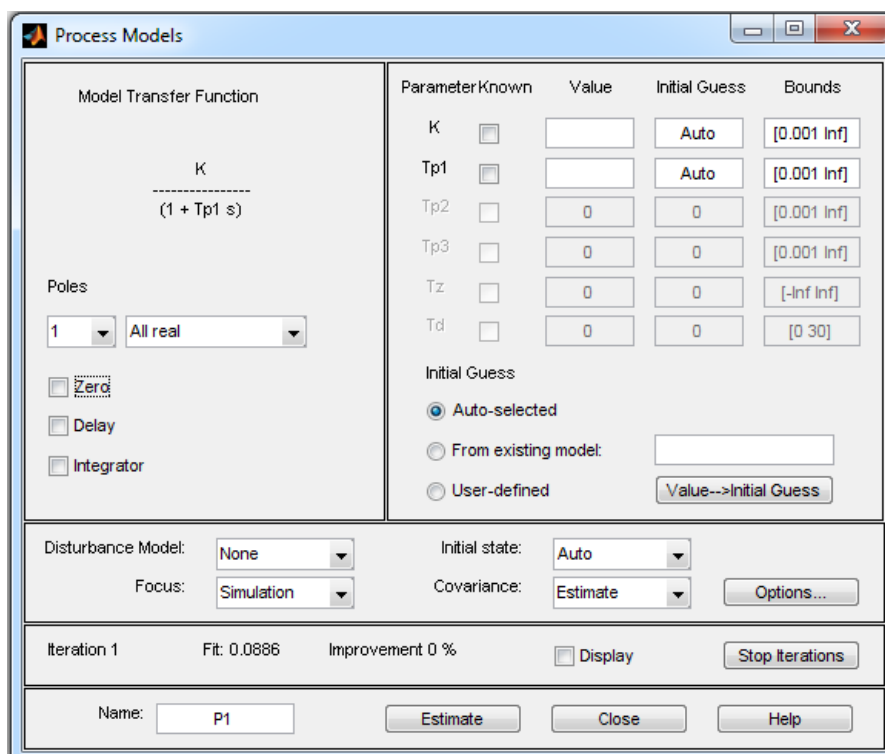 Process Models
Model Transfer Function
K
----------------
(1 + Tp1 s)
Poles
1 All real
Zero
Delay
Integrator
Parameter Known Value Initial Guess Bounds
K Auto [0.001 Inf]
Tp1 Auto [0.001 Inf]
Tp2 0 0 [0.001 Inf]
Tp3 0 0 [0.001 Inf]
Tz 0 0 [-Inf Inf]
Td 0 0 [0 30]
Initial Guess
Auto-selected
From existing model:
User-defined Value-->Initial Guess
Disturbance Model: None Initial state: Auto
Focus: Simulation Covariance: Estimate Options...
Iteration 1 Fit: 0.0886 Improvement 0 % Display Stop Iterations
Name: P1 Estimate Close Help